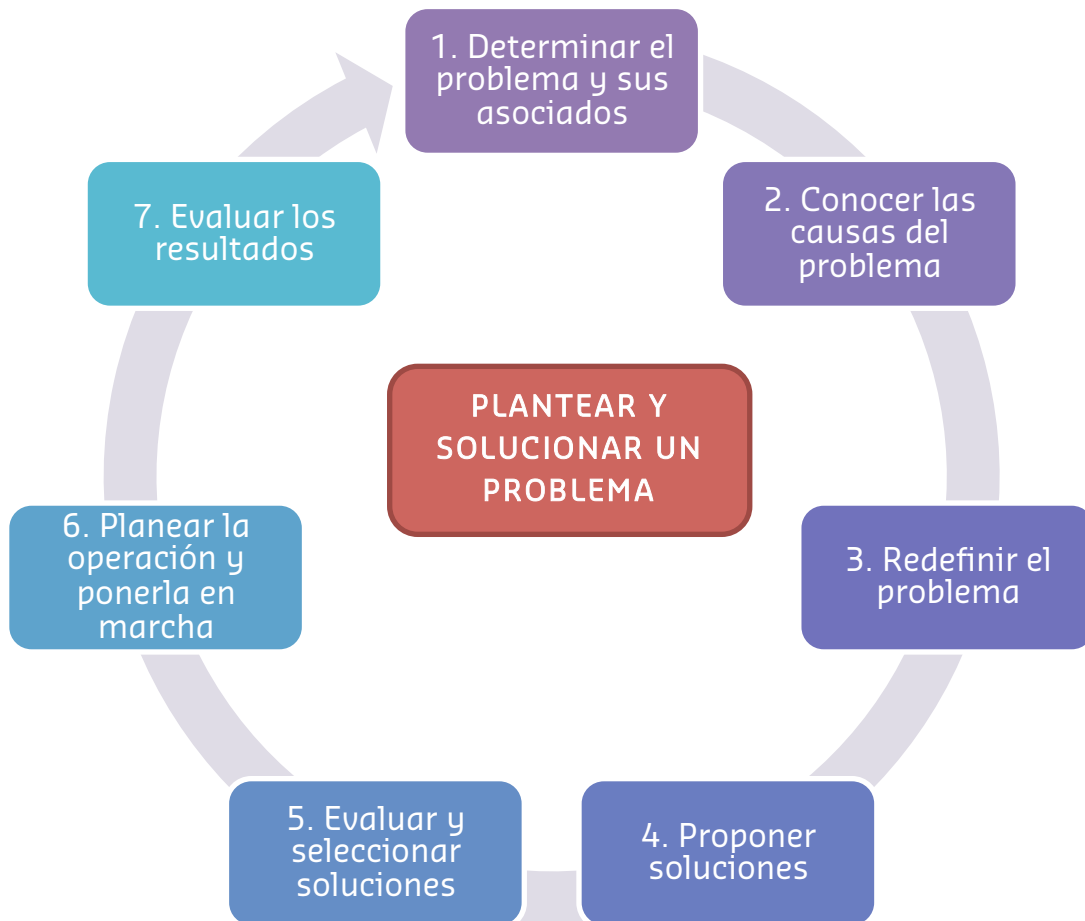 1. Determinar el
problema y sus
asociados
2. Conocer las
causas del
problema
3. Redefinir el
problema
4. Proponer
soluciones
5. Evaluar y
seleccionar
soluciones
6. Planear la
operación y
ponerla en
marcha
7. Evaluar los
resultados
PLANTEAR Y
SOLUCIONAR UN
PROBLEMA